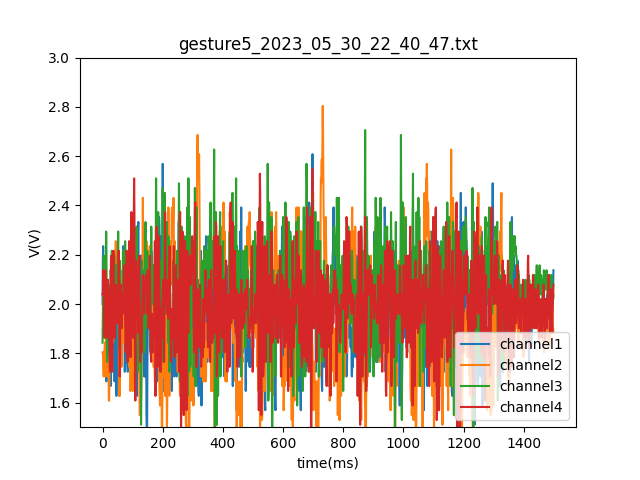 gesture5_2023_05_30_22_40_47.txt
3.0
2.8
2.6
2.4
2.2
2.0
1.8
1.6
V(V)
channel1
channel2
channel3
channel4
0 200 400 600 800 1000 1200 1400
time(ms)